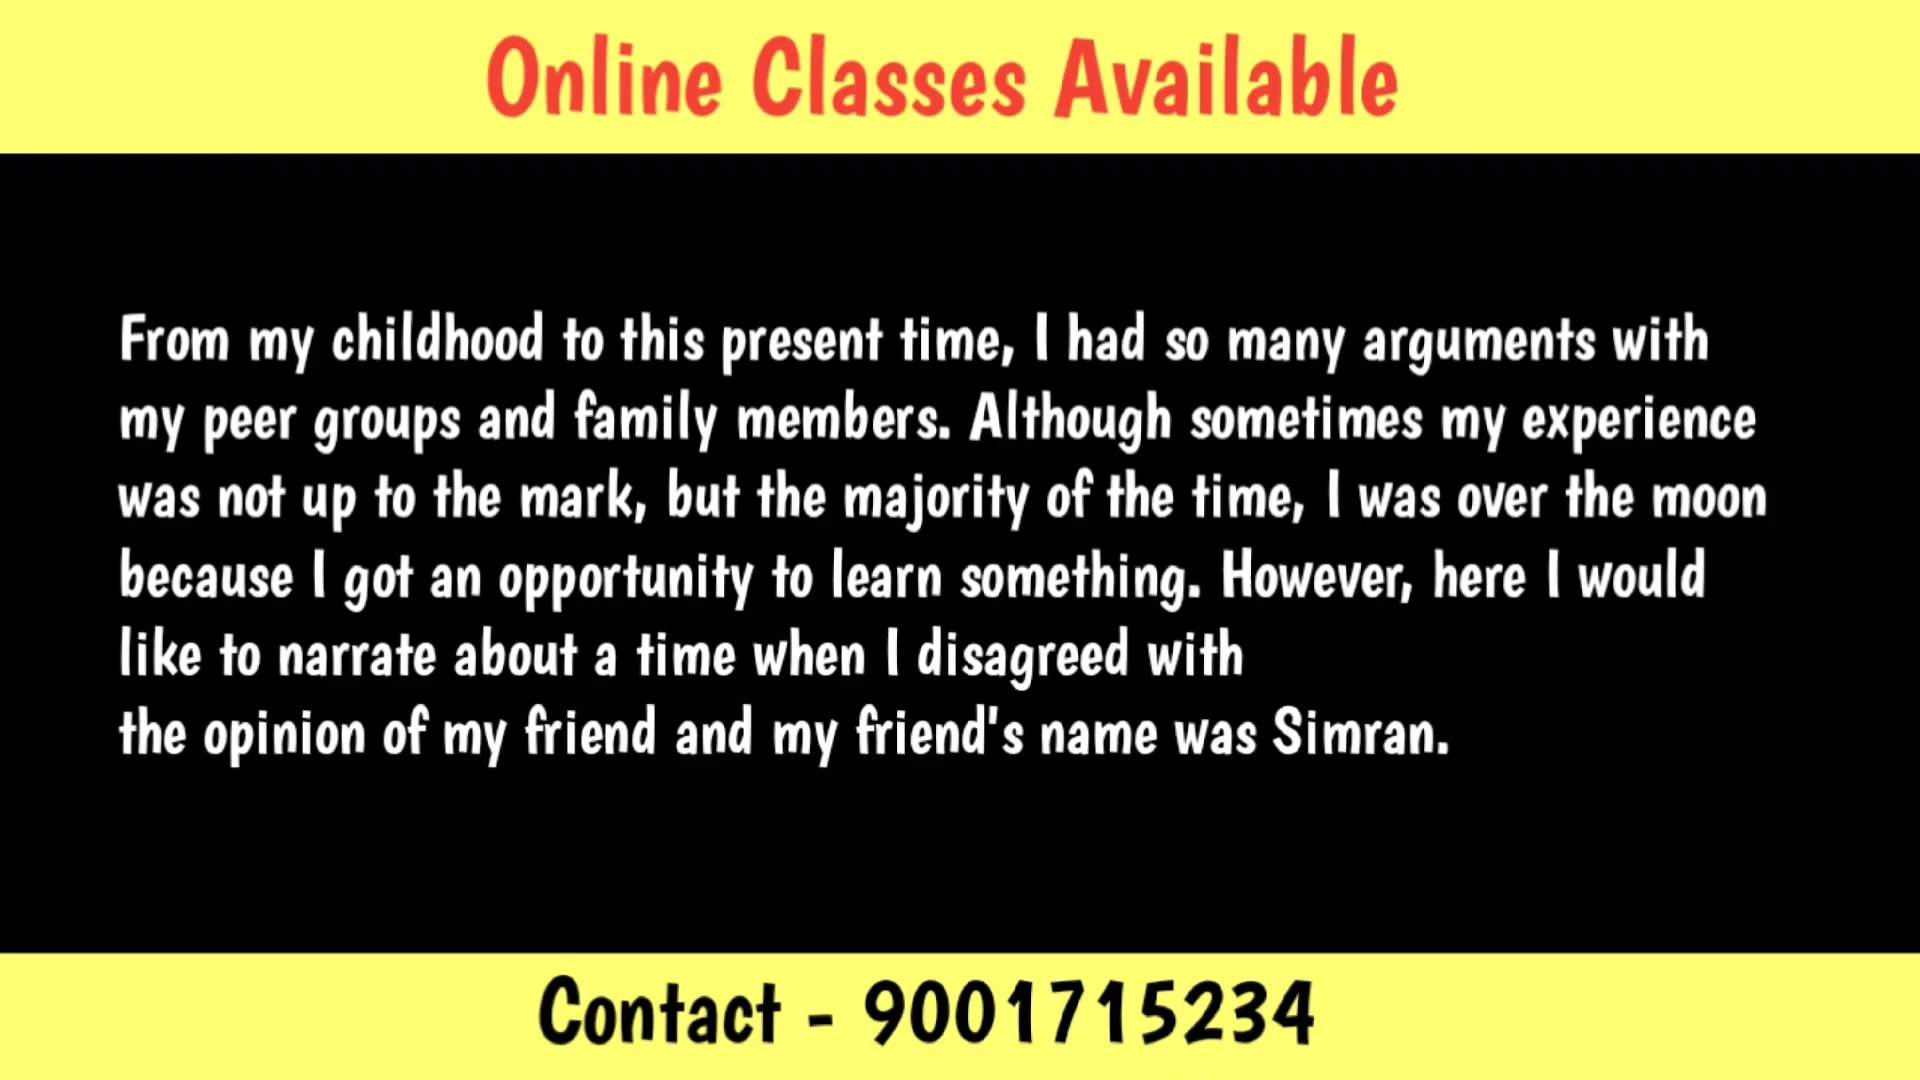 Online Classes Available
From my childhood to this present time, I had so many arguments with
my peer groups and family members. Although sometimes my experience
was not up to the mark, but the majority of the time, I was over the moon
because I got an opportunity to learn something. However, here I would
like to narrate about a time when I disagreed with
the opinion of my friend and my friend's name was Simran.
Contact - 9001715234